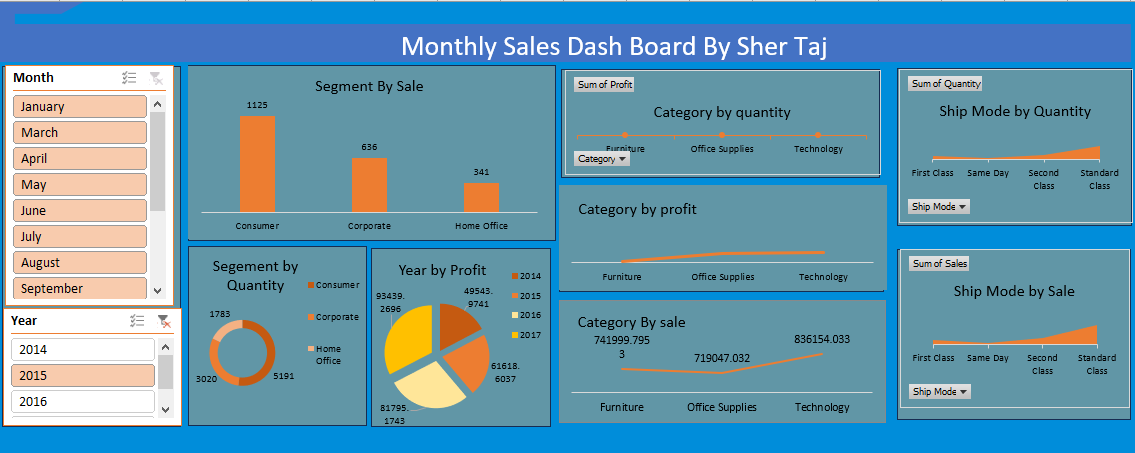 Monthly Sales Dash Board By Sher Taj
Month
January
March
April
May
June
July
August
September
Year
2014
2015
2016
Segment By Sale
1125
636
341
Consumer
Corporate
Home Office
Segement by
Quantity
Consumer
Corporate
Home
Office
1783
3020
5191
Year by Profit
2014
2015
2016
2017
93439.
2696
49543.
9741
61618.
6037
81795.
1743
Sum of Profit
Category by quantity
Furniture
Office Supplies
Technology
Category
Category by profit
Furniture
Office Supplies
Technology
Category By sale
741999.795
3
719047.032
836154.033
Furniture
Office Supplies
Technology
Sum of Quantity
Ship Mode by Quantity
First Class
Same Day
Second
Class
Standard
Class
Ship Mode
Sum of Sales
Ship Mode by Sale
First Class
Same Day
Second
Class
Standard
Class
Ship Mode